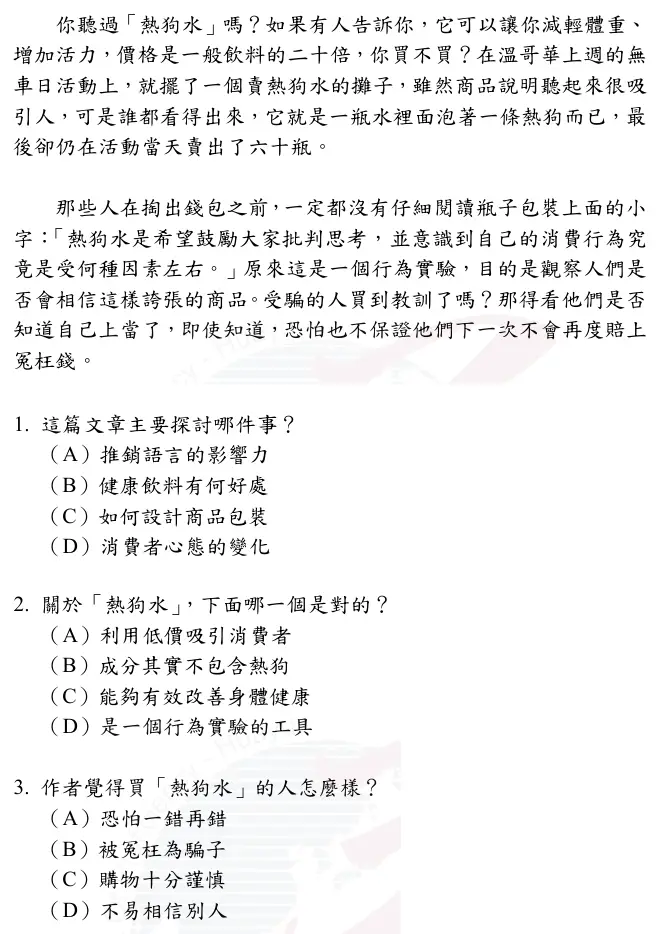 你聽過「熱狗水」嗎？如果有人告訴你，它可以讓你減輕體重、
增加活力，價格是一般飲料的二十倍，你買不買？在溫哥華上週的無
車日活動上，就擺了一個賣熱狗水的攤子，雖然商品說明聽起來很吸
引人，可是誰都看得出來，它就是一瓶水裡面泡著一條熱狗而已，最
後卻仍在活動當天賣出了六十瓶。
那些人在掏出錢包之前，一定都沒有仔細閱讀瓶子包裝上面的小
字：「熱狗水是希望鼓勵大家批判思考，並意識到自己的消費行為究
竟是受何種因素左右。」原來這是一個行為實驗，目的是觀察人們是
否會相信這樣誇張的商品。受騙的人買到教訓了嗎？那得看他們是否
知道自己上當了，即使知道，恐怕也不保證他們下一次不會再度賠上
冤枉錢。
1. 這篇文章主要探討哪件事？
（A）推銷語言的影響力
（B）健康飲料有何好處
（C）如何設計商品包裝
（D）消費者心態的變化
2. 關於「熱狗水」，下面哪一個是對的？
（A）利用低價吸引消費者
（B）成分其實不包含熱狗
（C）能夠有效改善身體健康
（D）是一個行為實驗的工具
3. 作者覺得買「熱狗水」的人怎麼樣？
（A）恐怕一錯再錯
（B）被冤枉為騙子
（C）購物十分謹慎
（D）不易相信別人